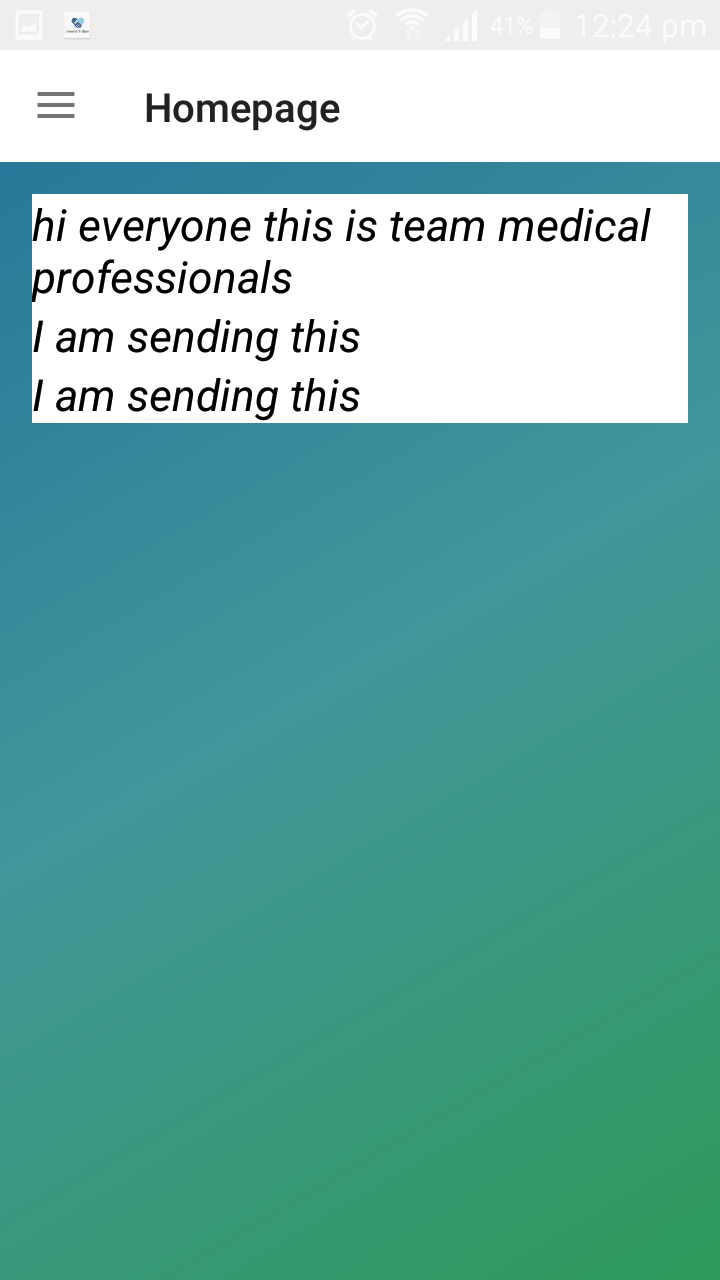 41% 12:24 pm
Homepage
hi everyone this is team medical
professionals
I am sending this
I am sending this